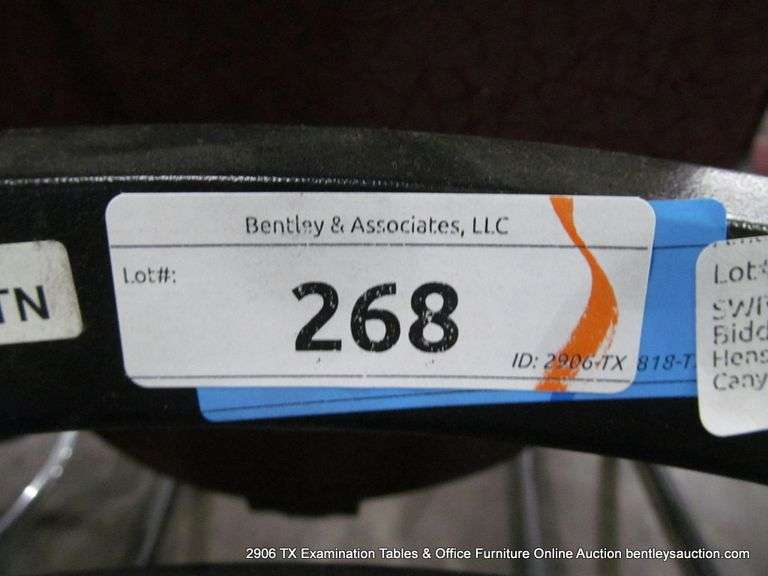 Bentley & Associates, LLC
Lot#:
268
ID: 2906-TX
818-T
TN
Lot#
SWI
Bidd
Hens
Cany
2906 TX Examination Tables & Office Furniture Online Auction bentleysauction.com